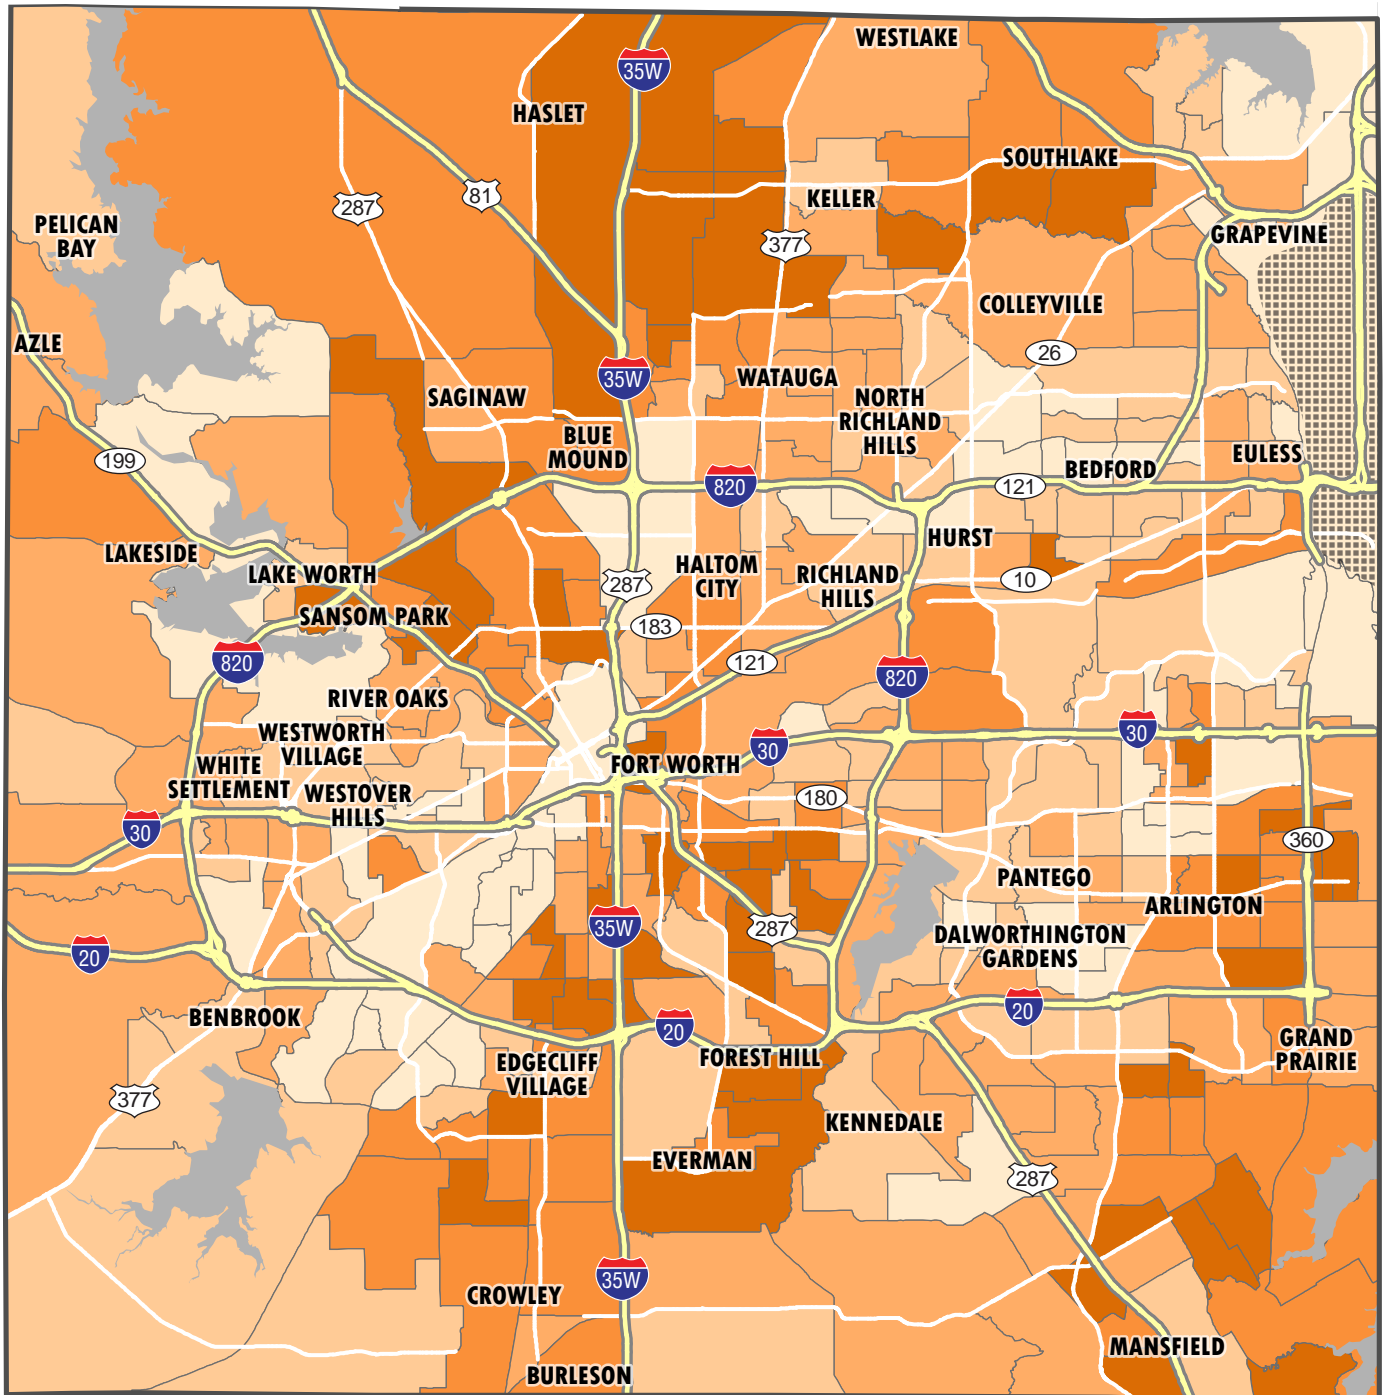 WESTLAKE
35W
HASLET
SOUTHLAKE
81
287
KELLER
PELICAN
BAY
GRAPEVINE
377
COLLEYVILLE
AZLE
26
35W
WATAUGA
SAGINAW
NORTH
RICHLAND
HILLS
BLUE
MOUND
EULESS
199
BEDFORD
820
121
HURST
LAKESIDE
HALTOM
CITY
LAKE WORTH
RICHLAND
HILLS
10
287
SANSOM PARK
183
820
121
820
RIVER OAKS
WESTWORTH
VILLAGE
30
30
WHITE
SETTLEMENT
FORT WORTH
WESTOVER
HILLS
180
30
360
PANTEGO
ARLINGTON
35W
287
DALWORTHINGTON
GARDENS
20
20
BENBROOK
20
GRAND
PRAIRIE
EDGECLIFF
VILLAGE
FOREST HILL
377
KENNEDALE
EVERMAN
287
35W
CROWLEY
MANSFIELD
BURLESON